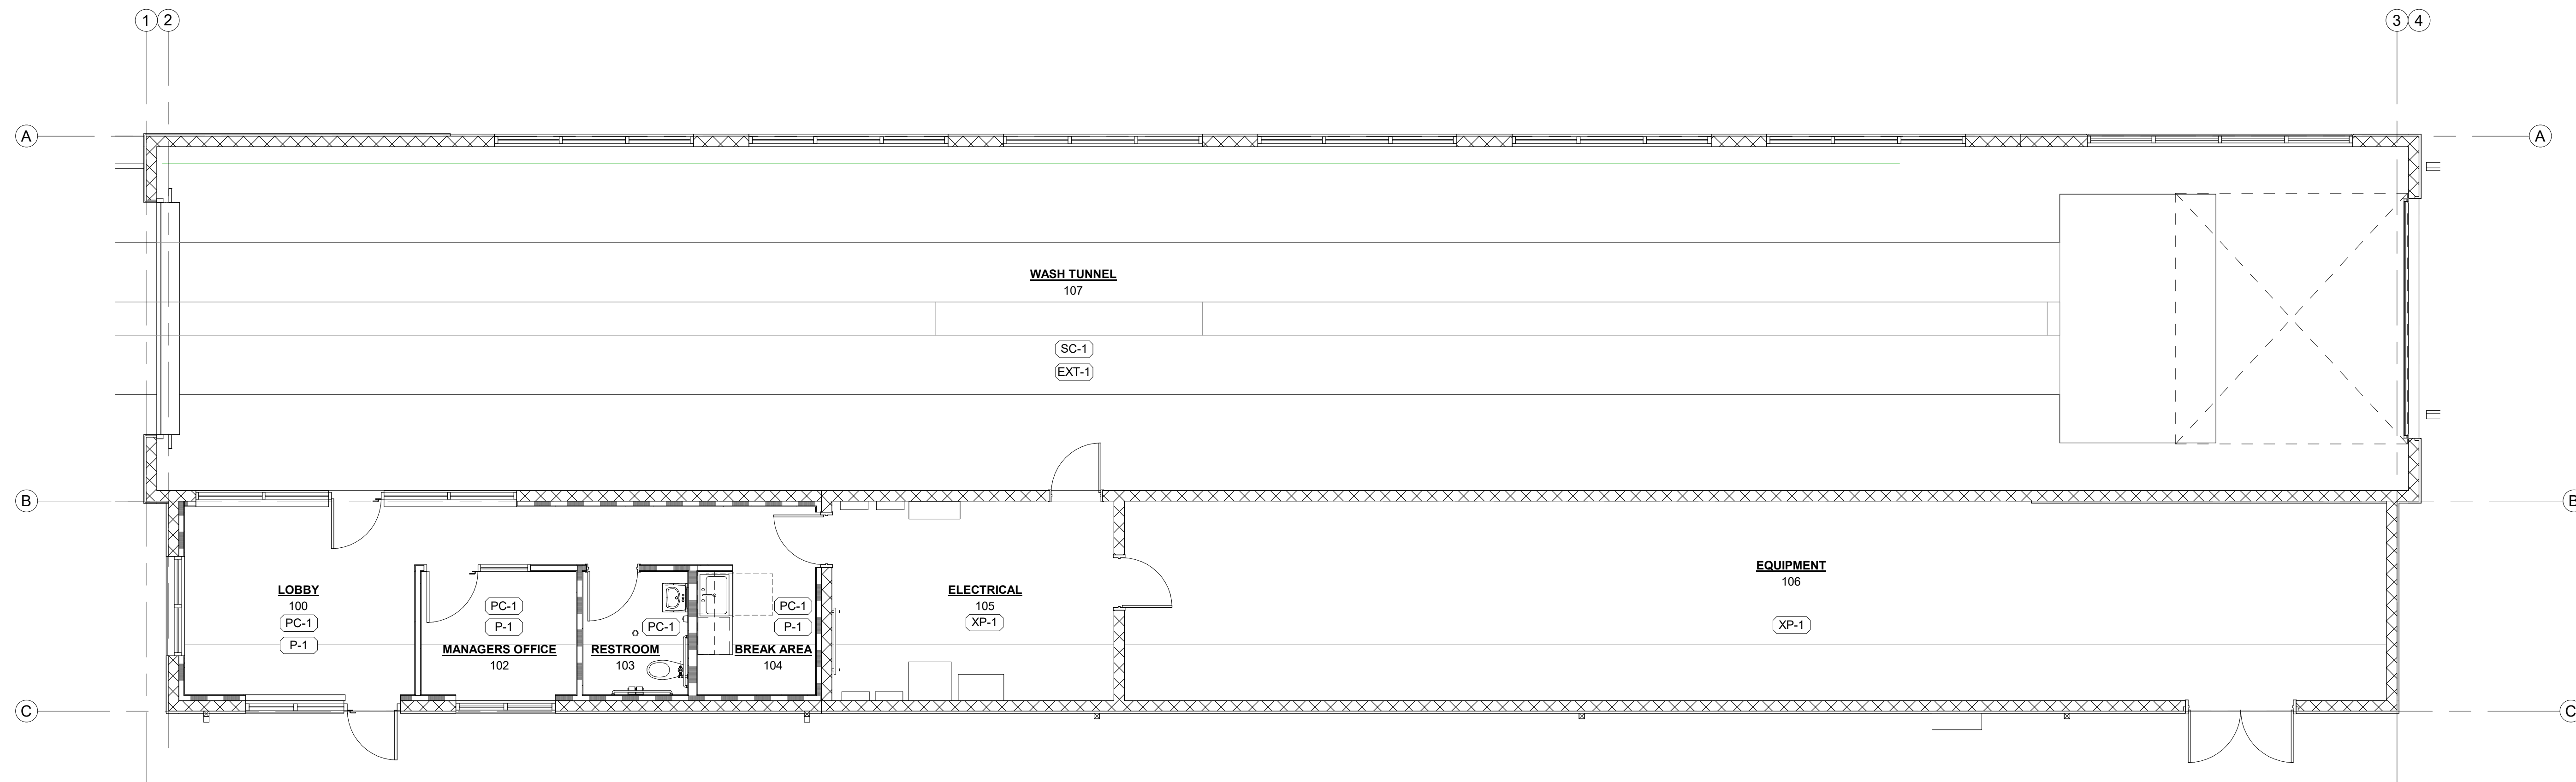 1 2 3 4
A A
WASH TUNNEL
107
SC-1
EXT-1
B B
LOBBY
100
PC-1
P-1
PC-1
P-1
MANAGERS OFFICE
102
PC-1
RESTROOM
103
PC-1
P-1
BREAK AREA
104
ELECTRICAL
105
XP-1
EQUIPMENT
106
XP-1
C C